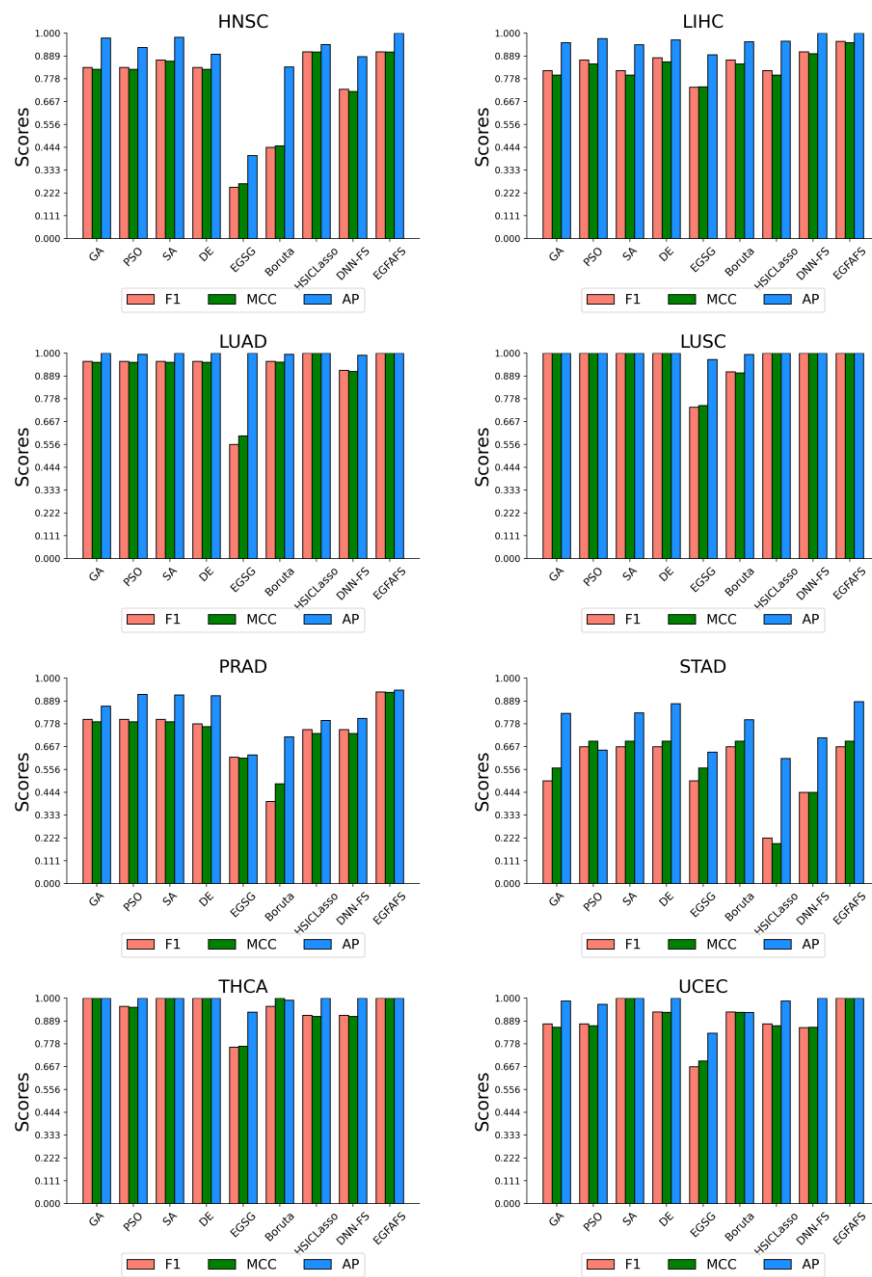 HNSC
Scores
1.000
0.889
0.778
0.667
0.556
0.444
0.333
0.222
0.111
0.000
GA PSO SA DE EGSG Boruta HSICLasso DNN-FS EGFAFS
F1 MCC AP
LIHC
Scores
1.000
0.889
0.778
0.667
0.556
0.444
0.333
0.222
0.111
0.000
GA PSO SA DE EGSG Boruta HSICLasso DNN-FS EGFAFS
F1 MCC AP
LUAD
Scores
1.000
0.889
0.778
0.667
0.556
0.444
0.333
0.222
0.111
0.000
GA PSO SA DE EGSG Boruta HSICLasso DNN-FS EGFAFS
F1 MCC AP
LUSC
Scores
1.000
0.889
0.778
0.667
0.556
0.444
0.333
0.222
0.111
0.000
GA PSO SA DE EGSG Boruta HSICLasso DNN-FS EGFAFS
F1 MCC AP
PRAD
Scores
1.000
0.889
0.778
0.667
0.556
0.444
0.333
0.222
0.111
0.000
GA PSO SA DE EGSG Boruta HSICLasso DNN-FS EGFAFS
F1 MCC AP
STAD
Scores
1.000
0.889
0.778
0.667
0.556
0.444
0.333
0.222
0.111
0.000
GA PSO SA DE EGSG Boruta HSICLasso DNN-FS EGFAFS
F1 MCC AP
THCA
Scores
1.000
0.889
0.778
0.667
0.556
0.444
0.333
0.222
0.111
0.000
GA PSO SA DE EGSG Boruta HSICLasso DNN-FS EGFAFS
F1 MCC AP
UCEC
Scores
1.000
0.889
0.778
0.667
0.556
0.444
0.333
0.222
0.111
0.000
GA PSO SA DE EGSG Boruta HSICLasso DNN-FS EGFAFS
F1 MCC AP